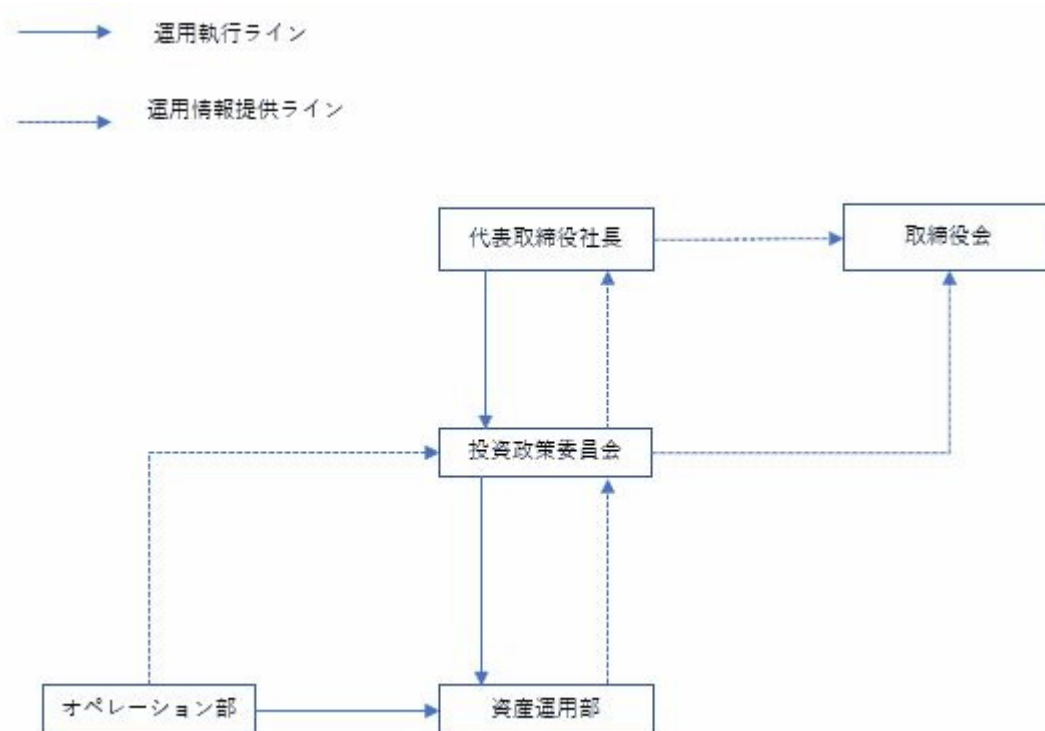 運用執行ライン
運用情報提供ライン
代表取締役社長
取締役会
投資政策委員会
オペレーション部
資産運用部